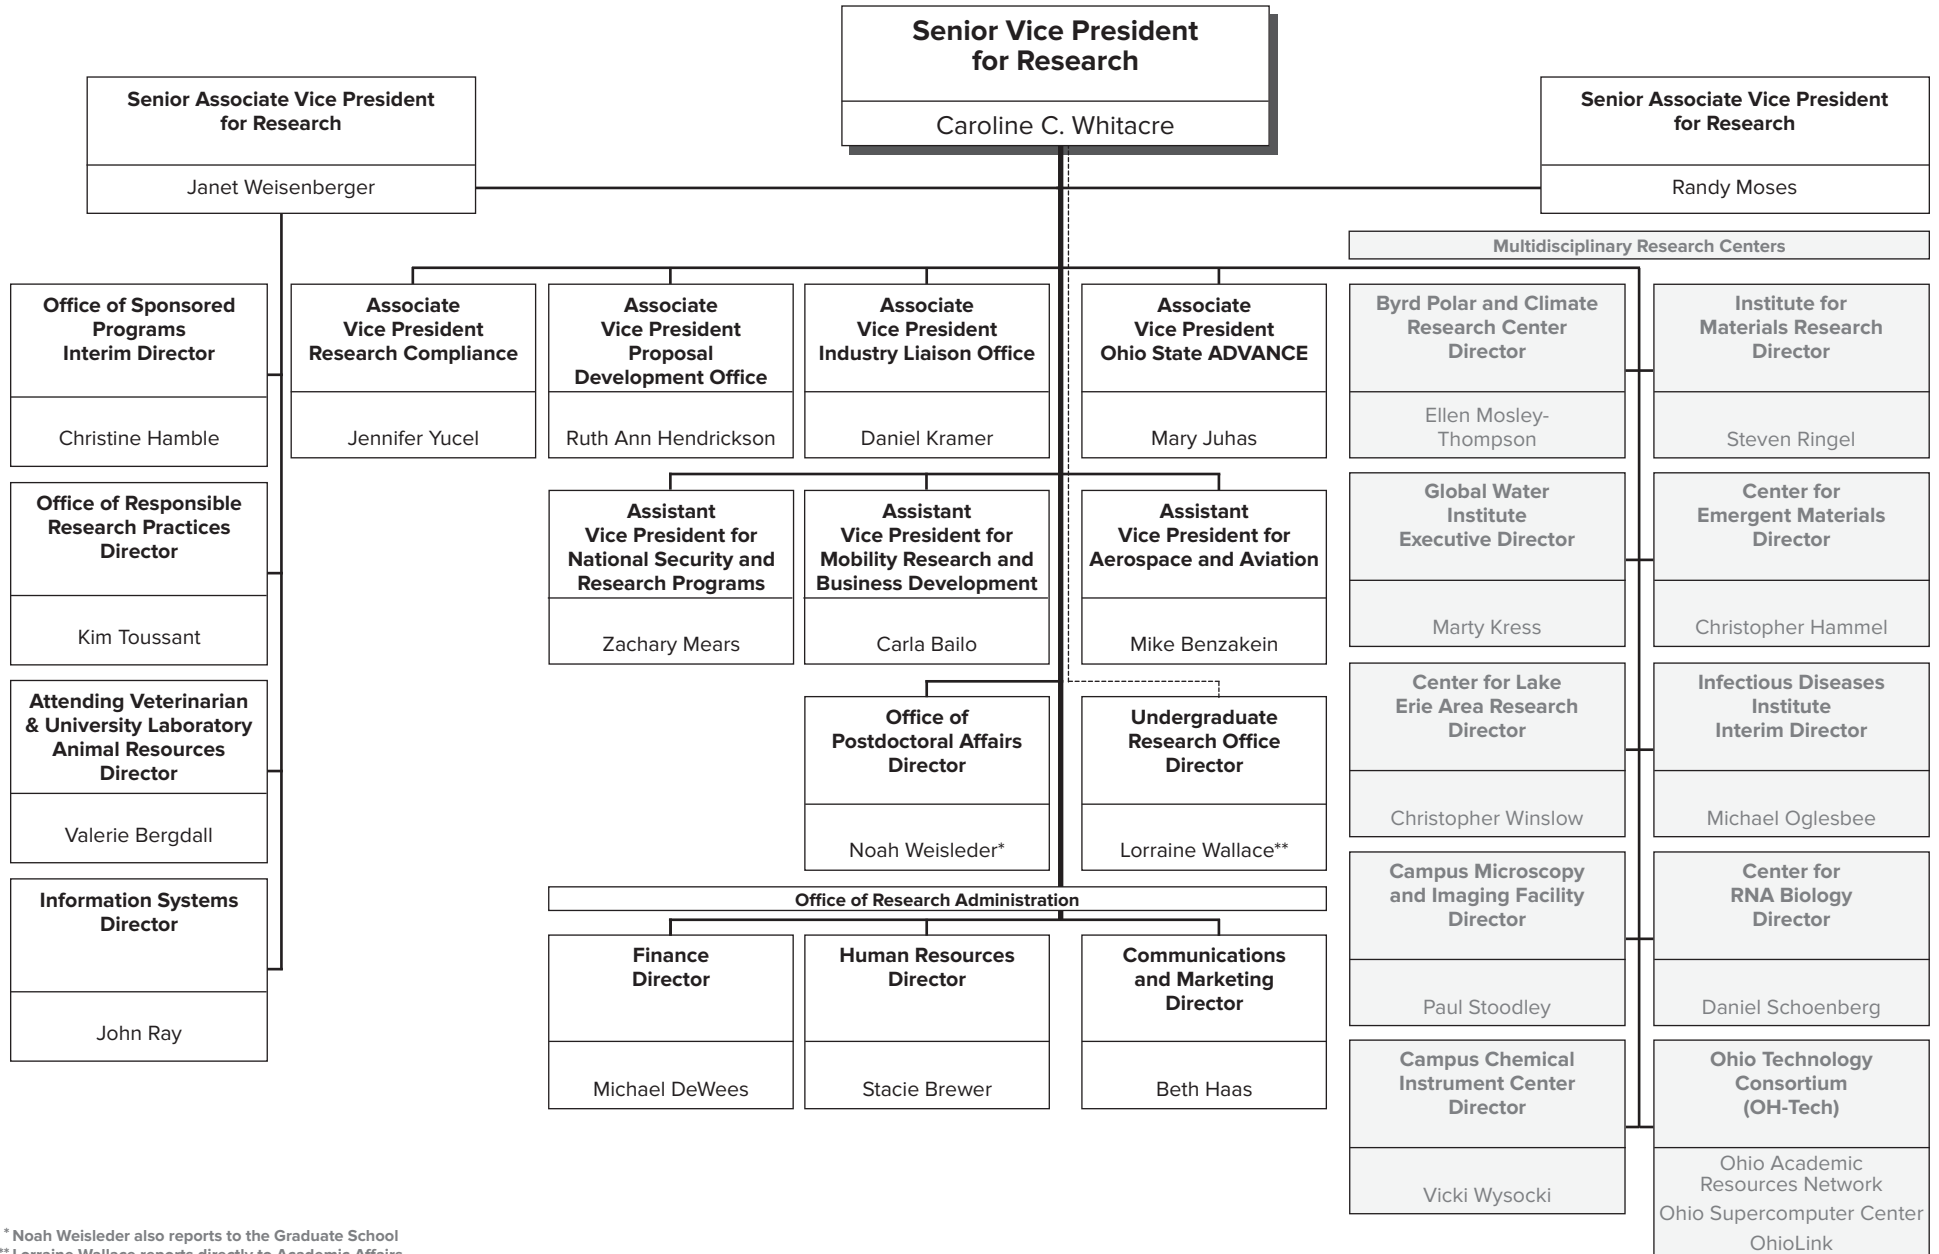 Senior Vice President
for Research
Caroline C. Whitacre
Senior Associate Vice President
for Research
Janet Weisenberger
Senior Associate Vice President
for Research
Randy Moses
Multidisciplinary Research Centers
Office of Sponsored
Programs
Interim Director
Christine Hamble
Office of Responsible
Research Practices
Director
Kim Toussant
Attending Veterinarian
& University Laboratory
Animal Resources
Director
Valerie Bergdall
Information Systems
Director
John Ray
Associate
Vice President
Research Compliance
Jennifer Yucel
Associate
Vice President
Proposal
Development Office
Ruth Ann Hendrickson
Associate
Vice President
Industry Liaison Office
Daniel Kramer
Associate
Vice President
Ohio State ADVANCE
Mary Juhas
Assistant
Vice President for
National Security and
Research Programs
Zachary Mears
Assistant
Vice President for
Mobility Research and
Business Development
Carla Bailo
Assistant
Vice President for
Aerospace and Aviation
Mike Benzakein
Office of
Postdoctoral Affairs
Director
Noah Weisleder*
Undergraduate
Research Office
Director
Lorraine Wallace**
Office of Research Administration
Finance
Director
Michael DeWees
Human Resources
Director
Stacie Brewer
Communications
and Marketing
Director
Beth Haas
Byrd Polar and Climate
Research Center
Director
Ellen Mosley-
Thompson
Institute for
Materials Research
Director
Steven Ringel
Global Water
Institute
Executive Director
Marty Kress
Center for
Emergent Materials
Director
Christopher Hammel
Center for Lake
Erie Area Research
Director
Christopher Winslow
Infectious Diseases
Institute
Interim Director
Michael Oglesbee
Campus Microscopy
and Imaging Facility
Director
Paul Stoodley
Center for
RNA Biology
Director
Daniel Schoenberg
Campus Chemical
Instrument Center
Director
Vicki Wysocki
Ohio Technology
Consortium
(OH-Tech)
Ohio Academic
Resources Network
Ohio Supercomputer Center
OhioLink
* Noah Weisleder also reports to the Graduate School
** Lorraine Wallace reports directly to Academic Affairs